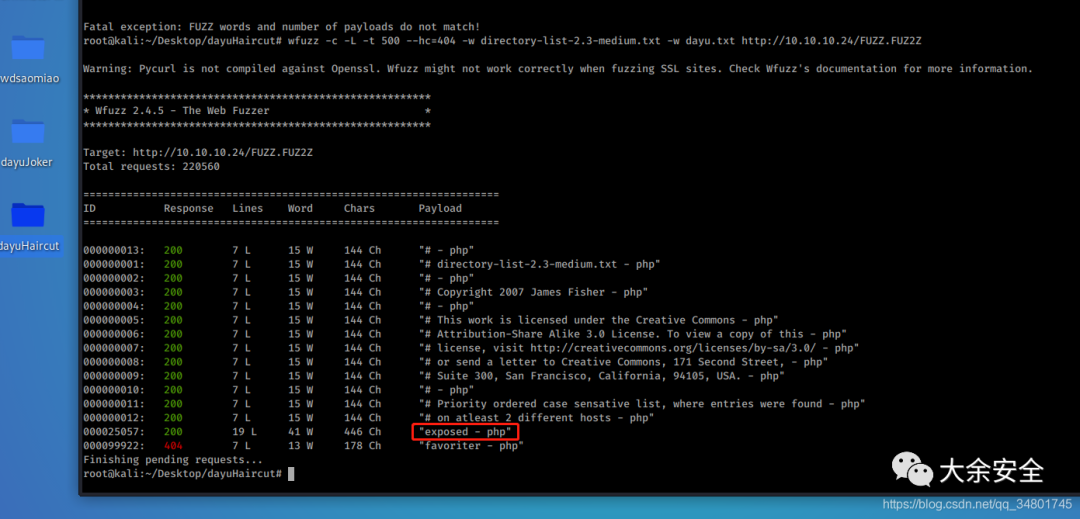 Fatal exception: FUZZ words and number of payloads do not match!
root@kali:~/Desktop/dayuHaircut# wfuzz -c -L -t 500 --hc=404 -w directory-list-2.3-medium.txt -w dayu.txt http://10.10.10.24/FUZZ.FUZ2Z
Warning: Pycurl is not compiled against Openssl. Wfuzz might not work correctly when fuzzing SSL sites. Check Wfuzz's documentation for more information.
********************************************************
* Wfuzz 2.4.5 - The Web Fuzzer                         *
********************************************************
Target: http://10.10.10.24/FUZZ.FUZ2Z
Total requests: 220560
===================================================================
ID           Response   Lines    Word     Chars       Payload
===================================================================
000000013:   200        7 L      15 W     144 Ch      "# - php"
000000001:   200        7 L      15 W     144 Ch      "# directory-list-2.3-medium.txt - php"
000000002:   200        7 L      15 W     144 Ch      "# - php"
000000003:   200        7 L      15 W     144 Ch      "# Copyright 2007 James Fisher - php"
000000004:   200        7 L      15 W     144 Ch      "# - php"
000000005:   200        7 L      15 W     144 Ch      "# This work is licensed under the Creative Commons - php"
000000006:   200        7 L      15 W     144 Ch      "# Attribution-Share Alike 3.0 License. To view a copy of this - php"
000000007:   200        7 L      15 W     144 Ch      "# license, visit http://creativecommons.org/licenses/by-sa/3.0/ - php"
000000008:   200        7 L      15 W     144 Ch      "# or send a letter to Creative Commons, 171 Second Street, - php"
000000009:   200        7 L      15 W     144 Ch      "# Suite 300, San Francisco, California, 94105, USA. - php"
000000010:   200        7 L      15 W     144 Ch      "# - php"
000000011:   200        7 L      15 W     144 Ch      "# Priority ordered case sensative list, where entries were found - php"
000000012:   200        7 L      15 W     144 Ch      "# on atleast 2 different hosts - php"
000025057:   200        19 L     41 W     446 Ch      "exposed - php"
000099922:   404        7 L      13 W     178 Ch      "favoriter - php"
Finishing pending requests...
root@kali:~/Desktop/dayuHaircut#
wdsaomiao
dayuJoker
dayuHaircut
大余安全
https://blog.csdn.net/qq_34801745